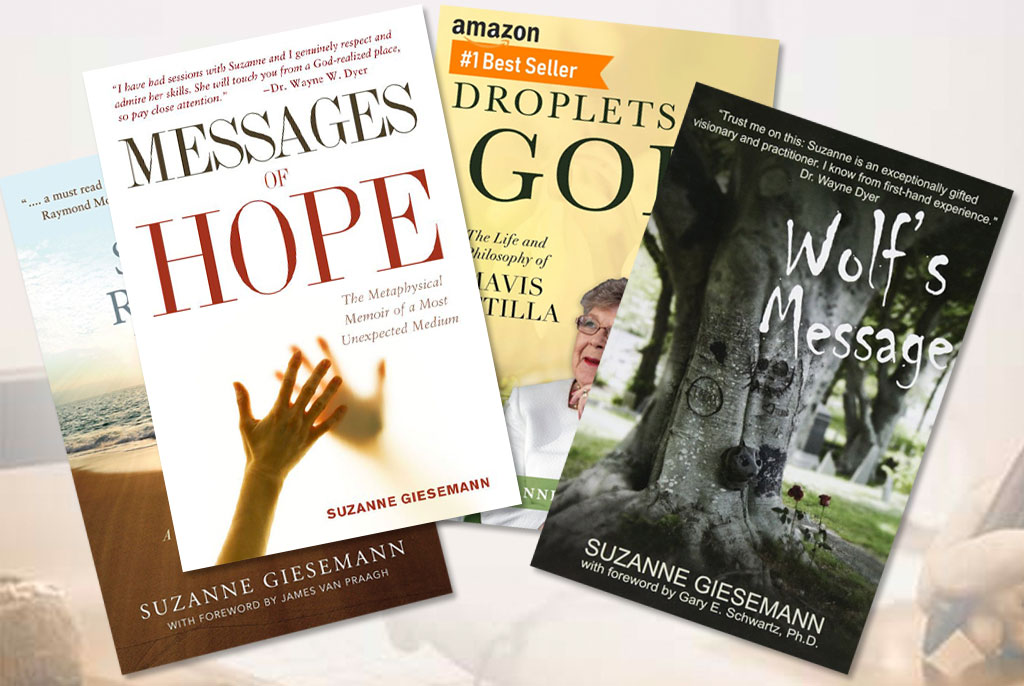 ".... a must read
Raymond Mo
S
R
A
SUZANNE GIESEMANN
WITH FOREWORD BY JAMES VAN PRAAGH
"I have had sessions with Suzanne and I genuinely respect and
admire her skills. She will touch you from a God-realized place,
so pay close attention." –Dr. Wayne W. Dyer
MESSAGES
OF
HOPE
The Metaphysical
Memoir of a Most
Unexpected Medium
SUZANNE GIESEMANN
amazon
#1 Best Seller
DROPLETS
GO
The Life and
hilosophy of
MAVIS
TILLA
NNE
"Trust me on this: Suzanne is an exceptionally gifted
visionary and practitioner. I know from first-hand experience."
Dr. Wayne Dyer
Wolf's
Message
SUZANNE GIESEMANN
with foreword by Gary E. Schwartz, Ph.D.